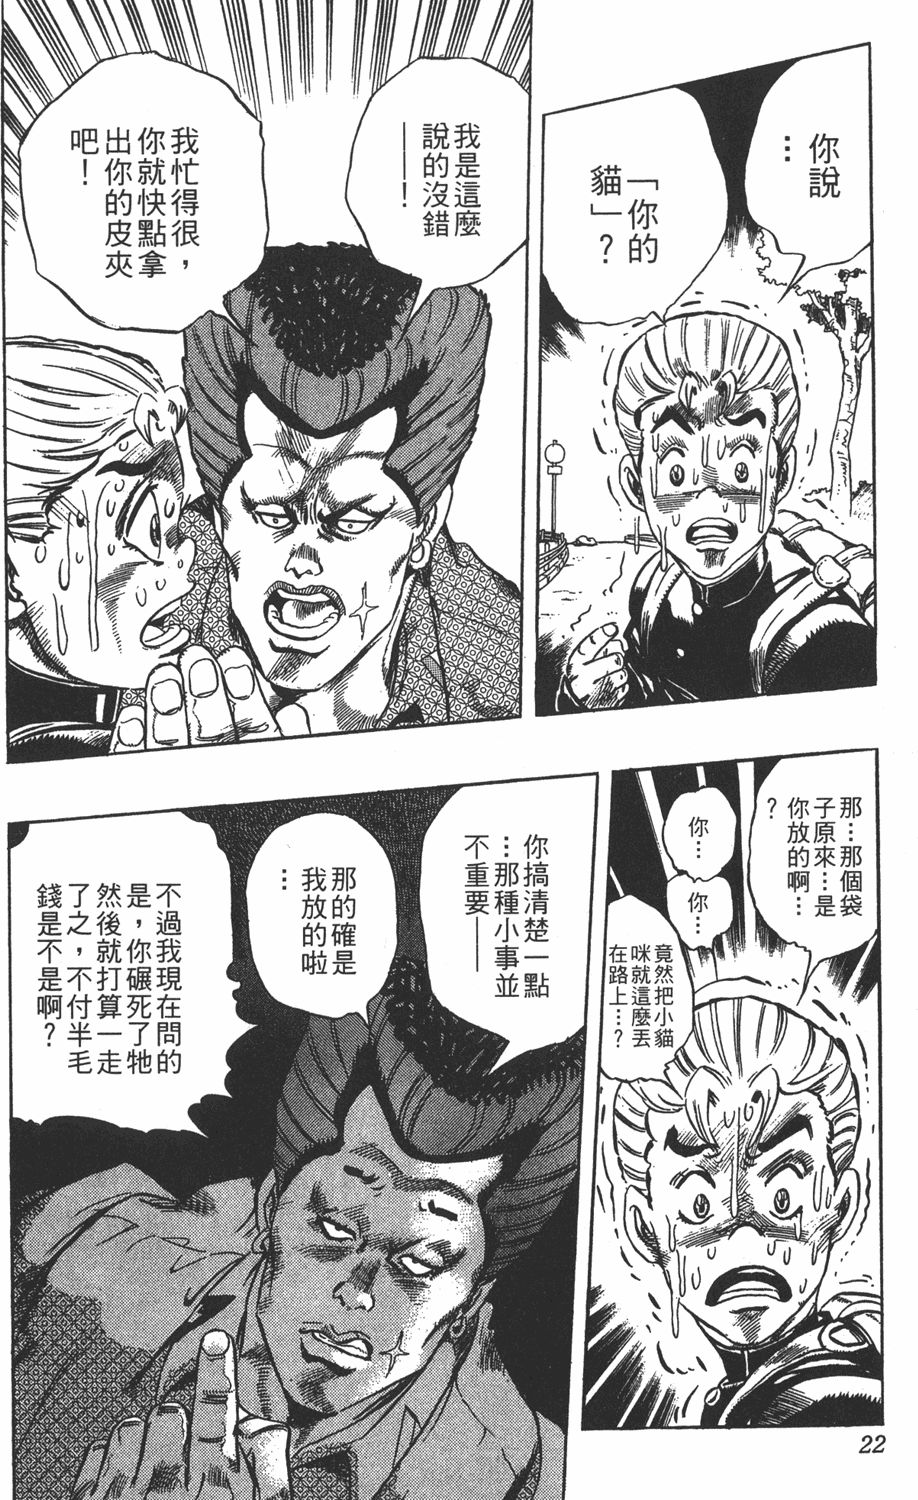 你說
…
「你的
貓」？
我是這麼
說的沒錯
——！
我忙得很，
你就快點拿
出你的皮夾
吧！
那…那個袋
子原來…是
你放的啊…
？
你…
你…
竟然把小貓
咪就這麼丟
在路上…？
你搞清楚一點
…那種小事並
不重要——
那的確是
我放的啦
…
不過我現在問的
是，你碾死了牠
然後就打算一走
了之，不付半毛
錢是不是啊？
22